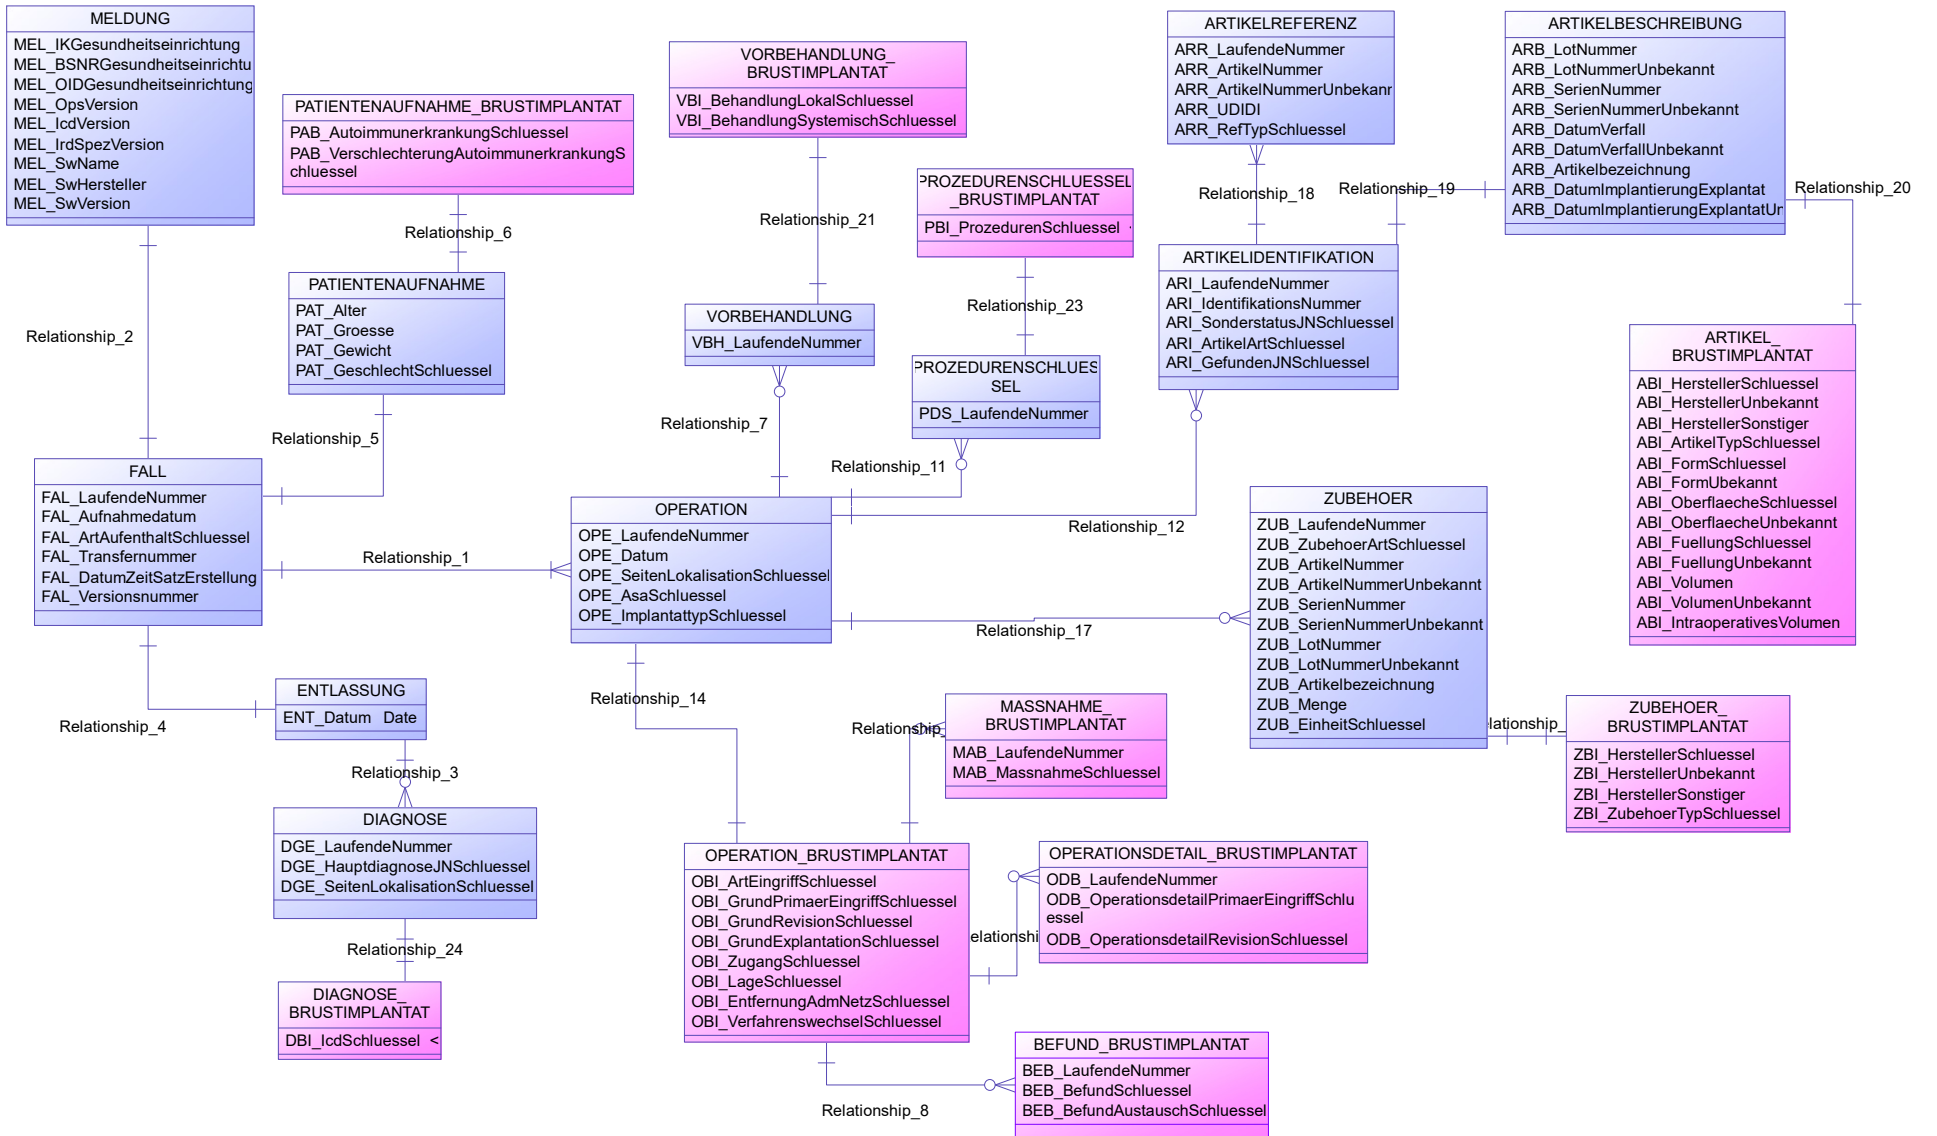 MELDUNG
MEL_IKGesundheitseinrichtung
MEL_BSNRGesundheitseinrichtu
MEL_OIDGesundheitseinrichtung
MEL_OpsVersion
MEL_IcdVersion
MEL_IrdSpezVersion
MEL_SwName
MEL_SwHersteller
MEL_SwVersion
PATIENTENAUFNAHME_BRUSTIMPLANTAT
PAB_AutoimmunerkrankungSchluessel
PAB_VerschlechterungAutoimmunerkrankungS
chluessel
Relationship_6
PATIENTENAUFNAHME
PAT_Alter
PAT_Groesse
PAT_Gewicht
PAT_GeschlechtSchluessel
Relationship_2
Relationship_5
FALL
FAL_LaufendeNummer
FAL_Aufnahmedatum
FAL_ArtAufenthaltSchluessel
FAL_Transfernummer
FAL_DatumZeitSatzErstellung
FAL_Versionsnummer
Relationship_1
Relationship_4
ENTLASSUNG
ENT_Datum Date
Relationship_3
DIAGNOSE
DGE_LaufendeNummer
DGE_HauptdiagnoseJNSchluessel
DGE_SeitenLokalisationSchluessel
Relationship_24
DIAGNOSE_
BRUSTIMPLANTAT
DBI_IcdSchluessel <
VORBEHANDLUNG_
BRUSTIMPLANTAT
VBI_BehandlungLokalSchluessel
VBI_BehandlungSystemischSchluessel
Relationship_21
VORBEHANDLUNG
VBH_LaufendeNummer
Relationship_7
PROZEDURENSCHLUESSEL
_BRUSTIMPLANTAT
PBI_ProzedurenSchluessel
Relationship_23
PROZEDURENSCHLUES
SEL
PDS_LaufendeNummer
Relationship_11
OPERATION
OPE_LaufendeNummer
OPE_Datum
OPE_SeitenLokalisationSchluessel
OPE_AsaSchluessel
OPE_ImplantattypSchluessel
Relationship_12
Relationship_17
Relationship_14
ARTIKELREFERENZ
ARR_LaufendeNummer
ARR_ArtikelNummer
ARR_ArtikelNummerUnbekanr
ARR_UDIDI
ARR_RefTypSchluessel
Relationship_18
Relationship_19
ARTIKELIDENTIFIKATION
ARI_LaufendeNummer
ARI_IdentifikationsNummer
ARI_SonderstatusJNSchluessel
ARI_ArtikelArtSchluessel
ARI_GefundenJNSchluessel
ARTIKELBESCHREIBUNG
ARB_LotNummer
ARB_LotNummerUnbekannt
ARB_SerienNummer
ARB_SerienNummerUnbekannt
ARB_DatumVerfall
ARB_DatumVerfallUnbekannt
ARB_Artikelbezeichnung
ARB_DatumImplantierungExplantat
ARB_DatumImplantierungExplantatUr
Relationship_20
ARTIKEL_
BRUSTIMPLANTAT
ABI_HerstellerSchluessel
ABI_HerstellerUnbekannt
ABI_HerstellerSonstiger
ABI_ArtikelTypSchluessel
ABI_FormSchluessel
ABI_FormUbekannt
ABI_OberflaecheSchluessel
ABI_OberflaecheUnbekannt
ABI_FuellungSchluessel
ABI_FuellungUnbekannt
ABI_Volumen
ABI_VolumenUnbekannt
ABI_IntraoperativesVolumen
ZUBEHOER
ZUB_LaufendeNummer
ZUB_ZubehoerArtSchluessel
ZUB_ArtikelNummer
ZUB_ArtikelNummerUnbekannt
ZUB_SerienNummer
ZUB_SerienNummerUnbekannt
ZUB_LotNummer
ZUB_LotNummerUnbekannt
ZUB_Artikelbezeichnung
ZUB_Menge
ZUB_EinheitSchluessel
lationship_
ZUBEHOER_
BRUSTIMPLANTAT
ZBI_HerstellerSchluessel
ZBI_HerstellerUnbekannt
ZBI_HerstellerSonstiger
ZBI_ZubehoerTypSchluessel
MASSNAHME_
BRUSTIMPLANTAT
MAB_LaufendeNummer
MAB_MassnahmeSchluessel
Relationship_
OPERATION_BRUSTIMPLANTAT
OBI_ArtEingriffSchluessel
OBI_GrundPrimaerEingriffSchluessel
OBI_GrundRevisionSchluessel
OBI_GrundExplantationSchluessel
OBI_ZugangSchluessel
OBI_LageSchluessel
OBI_EntfernungAdmNetzSchluessel
OBI_VerfahrenswechselSchluessel
elationshi
OPERATIONSDETAIL_BRUSTIMPLANTAT
ODB_LaufendeNummer
ODB_OperationsdetailPrimaerEingriffSchlu
essel
ODB_OperationsdetailRevisionSchluessel
Relationship_8
BEFUND_BRUSTIMPLANTAT
BEB_LaufendeNummer
BEB_BefundSchluessel
BEB_BefundAustauschSchluessel